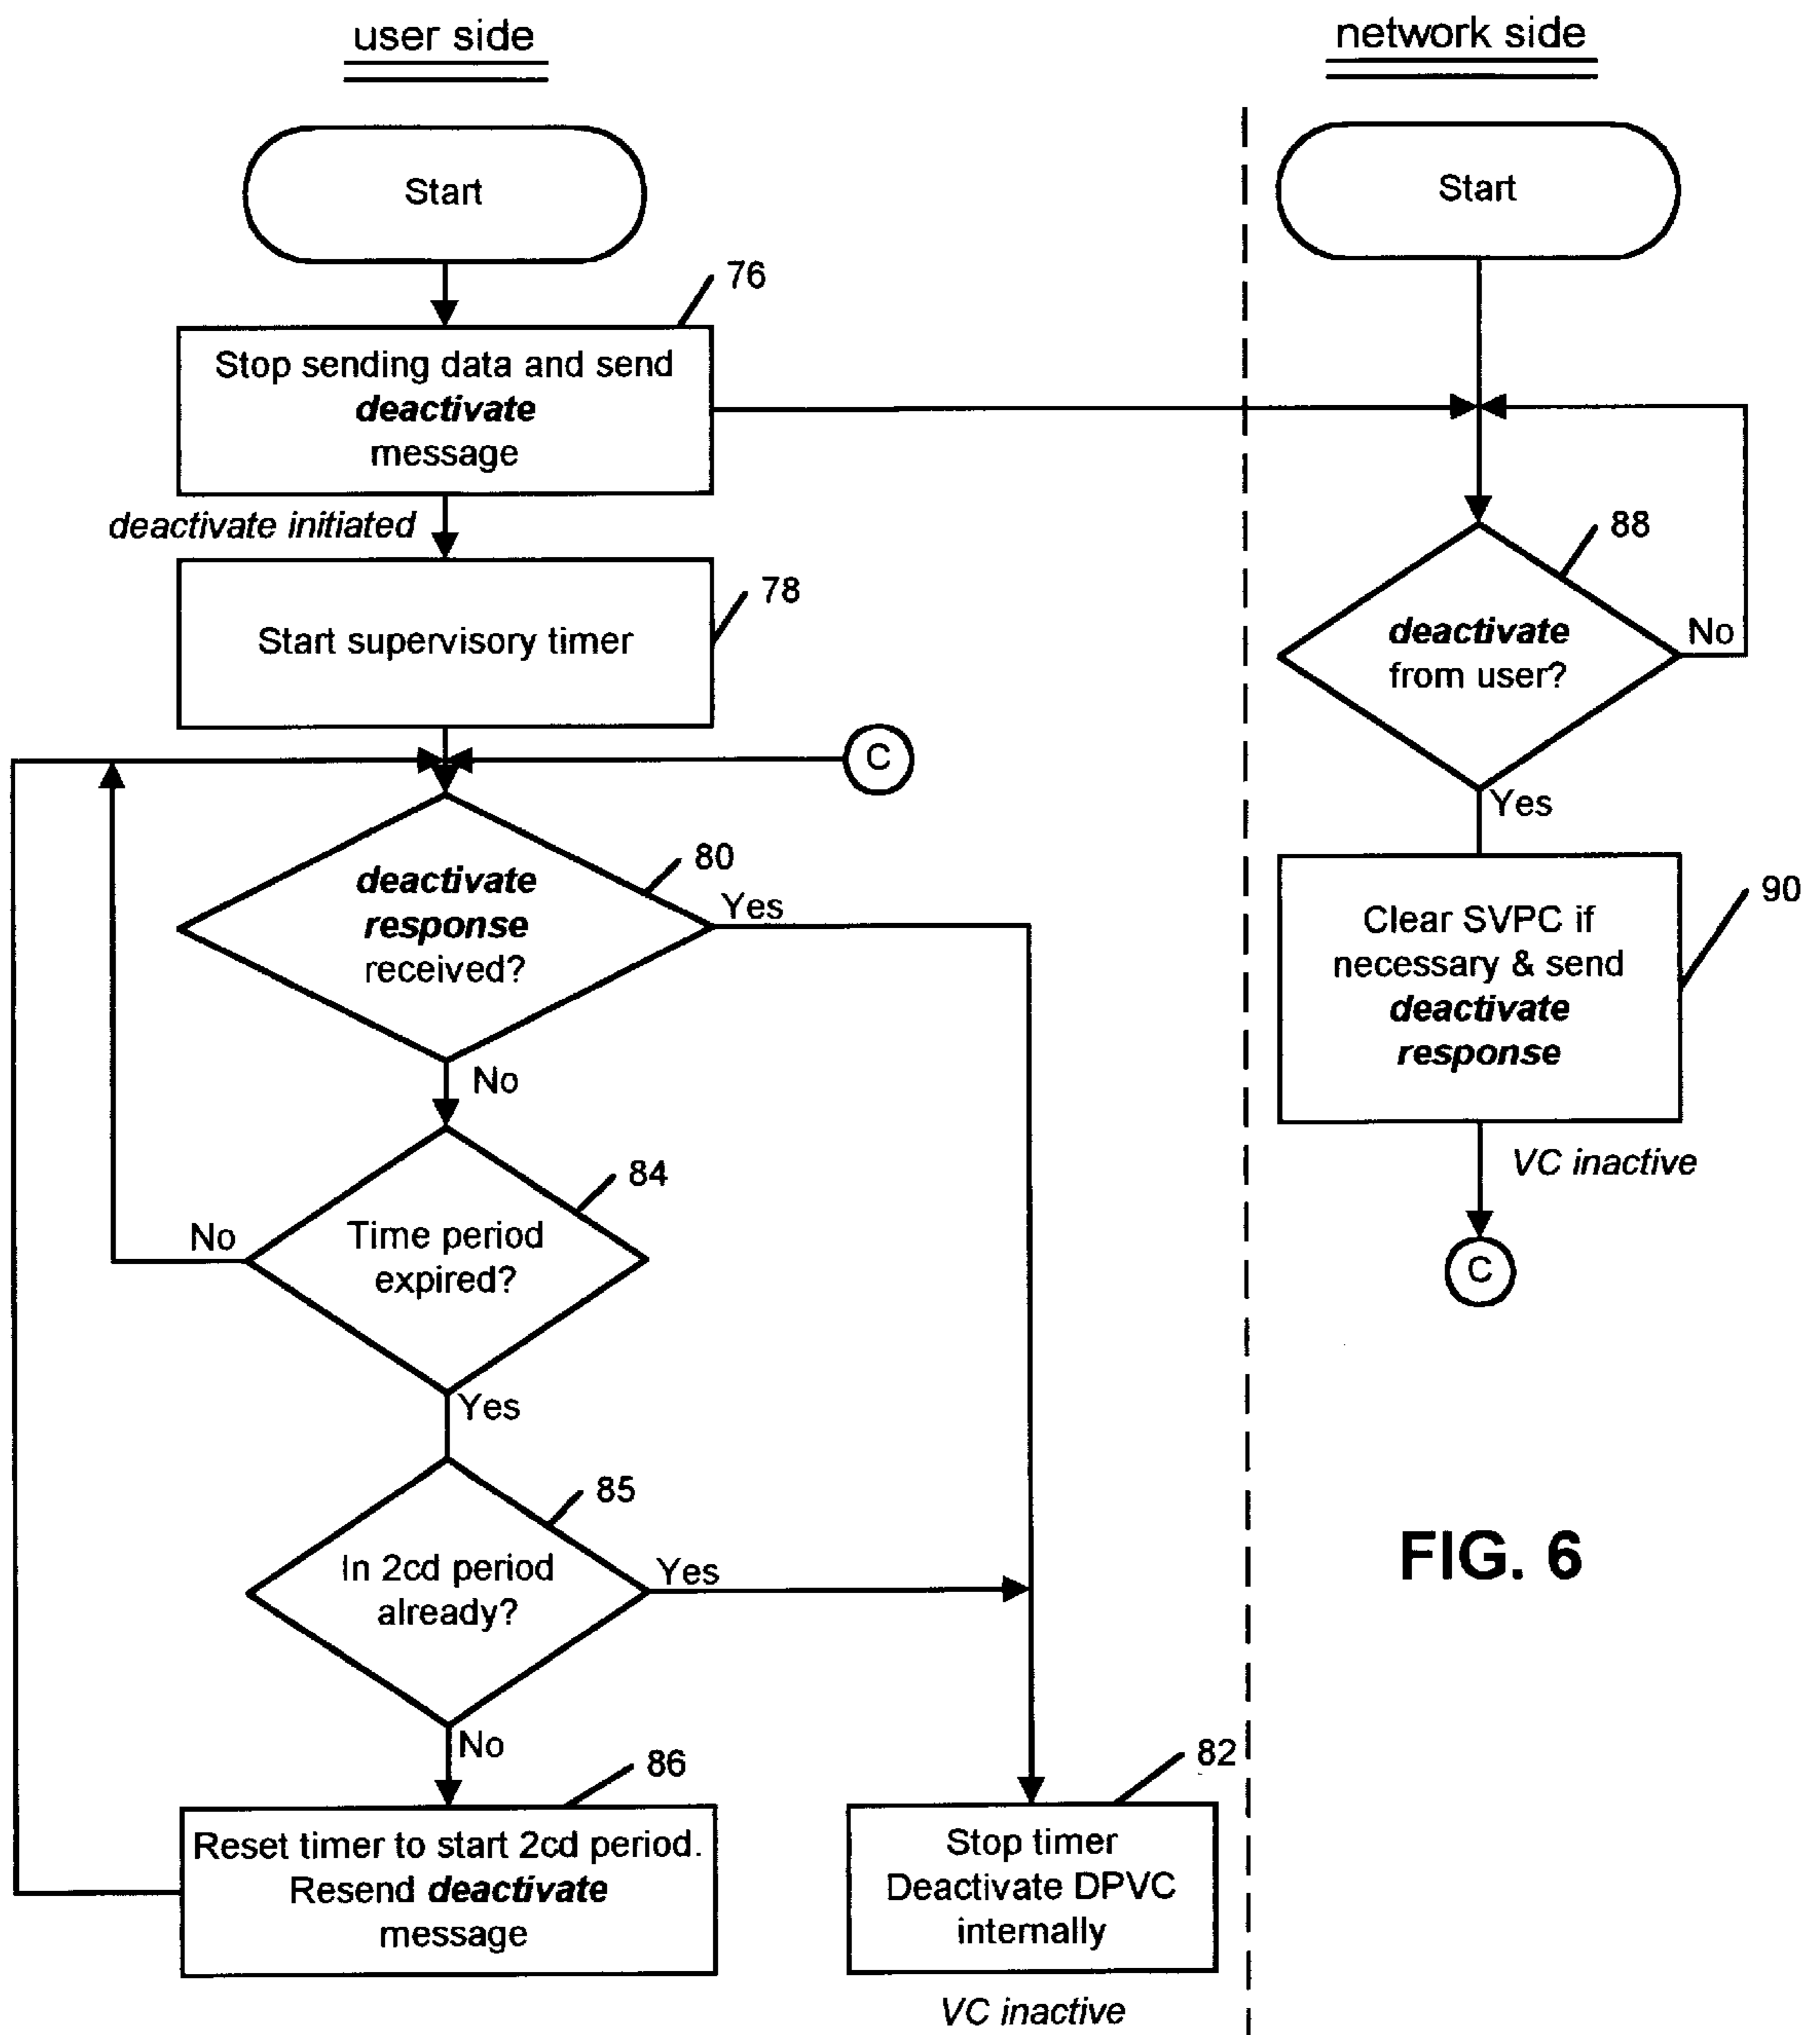 user side
Start
76
Stop sending data and send
deactivate
message
deactivate initiated
78
Start supervisory timer
C
80
deactivate
response
received?
Yes
No
84
Time period
expired?
No
Yes
85
In 2cd period
already?
Yes
No
86
Reset timer to start 2cd period.
Resend deactivate
message
82
Stop timer
Deactivate DPVC
internally
VC inactive
network side
Start
88
deactivate
from user?
No
Yes
90
Clear SVPC if
necessary & send
deactivate
response
VC inactive
C
FIG. 6